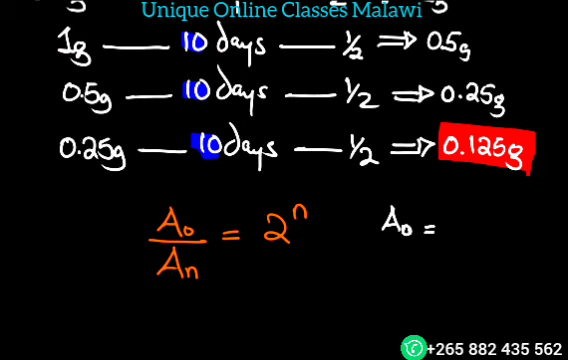 Unique Online Classes Malawi
1g — 10 days — 1/2 ⇒ 0.5g
0.5g — 10 days — 1/2 ⇒ 0.25g
0.25g — 10 days — 1/2 ⇒ 0.125g
A₀/Aₙ = 2ⁿ A₀ =
+265 882 435 562